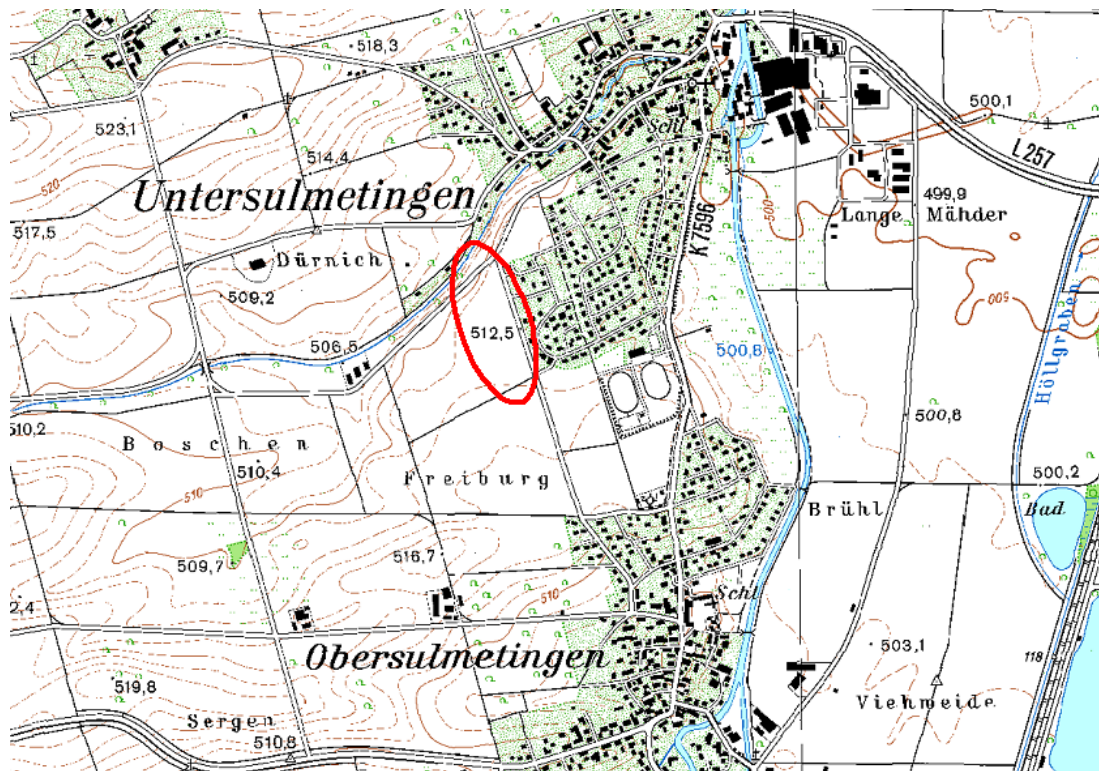 518,3
523,1
500,1
L257
Schl
514,4
520
Untersulmetingen
499,9
Lange Mähder
517,5
K 7596
500
Dürnich
509,2
500
Höllgraben
512,5
506,5
500,8
510,2
Boschen
500,8
510,4
Freiburg
510
500,2
Brühl
Bad
516,7
509,7
510
2,4
Schl
Obersulmetingen
503,1
118
519,8
Viehweide
Sergen
510,8